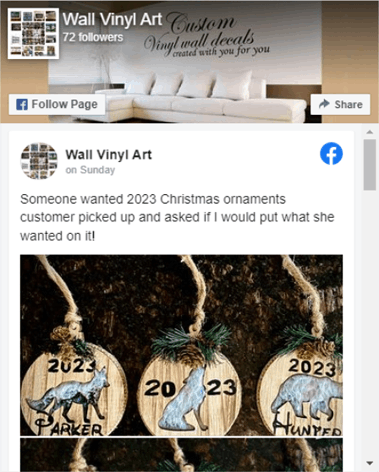 Wall Vinyl Art
72 followers
Custom
Vinyl wall decals
created with you for you
Follow Page
Share
Wall Vinyl Art
on Sunday
Someone wanted 2023 Christmas ornaments
customer picked up and asked if I would put what she
wanted on it!
2023
20 23
2023
PARKER
HUNTER